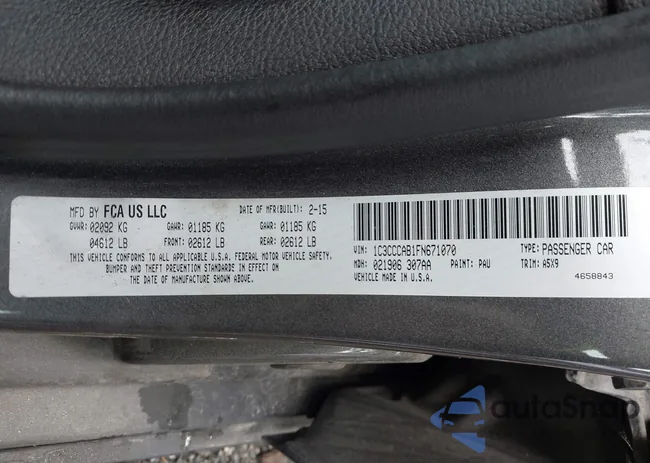 MFD BY FCA US LLC DATE OF MFR(BUILT): 2-15
GVWR: 02092 KG GAWR: 01185 KG GAWR: 01185 KG
04612 LB FRONT: 02612 LB REAR: 02612 LB
THIS VEHICLE CONFORMS TO ALL APPLICABLE U.S.A. FEDERAL MOTOR VEHICLE SAFETY,
BUMPER AND THEFT PREVENTION STANDARDS IN EFFECT ON
THE DATE OF MANUFACTURE SHOWN ABOVE.
VIN: 1C3CCCAB1FN671070 TYPE: PASSENGER CAR
MDH: 021906 307AA PAINT: PAU TRIM: A5X9
VEHICLE MADE IN U.S.A. 4658843
autoSnap